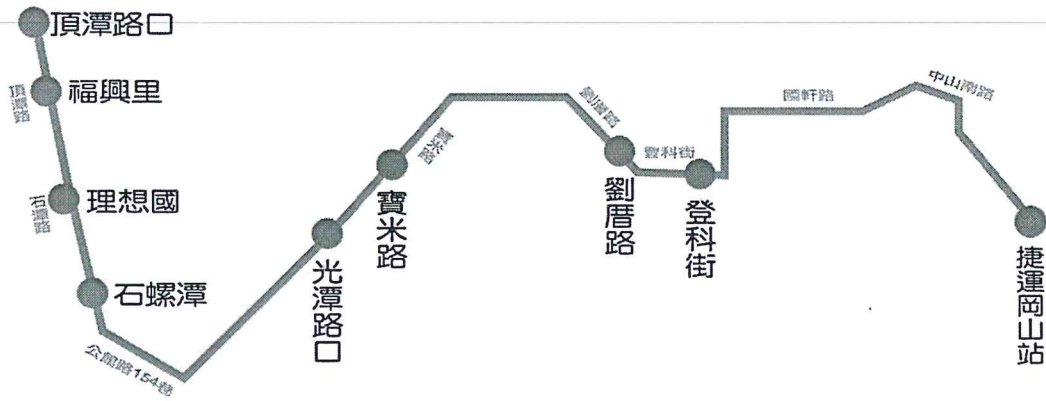 頂潭路口
福興里
頂潭路
理想國
石潭路
石螺潭
公館路154巷
光潭路口
寶米路
寶米路
劉厝路
劉厝路
登科街
登科街
國軒路
中山南路
捷運岡山站